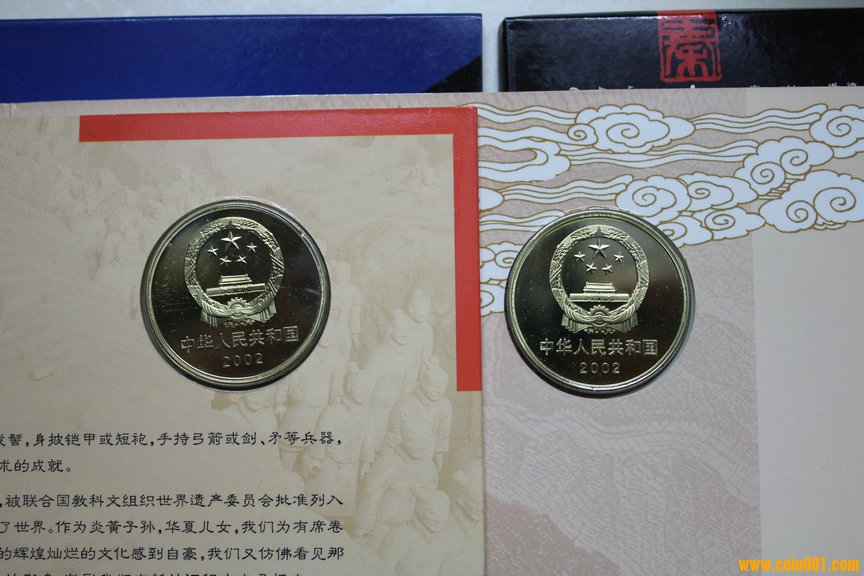 秦
中华人民共和国
2002
中华人民共和国
2002
髻,身披铠甲或短袍,手持弓箭或剑、矛等兵器,
术的成就。
,被联合国教科文组织世界遗产委员会批准列入
了世界。作为炎黄子孙,华夏儿女,我们为有席卷
的辉煌灿烂的文化感到自豪,我们又仿佛看见那
www.coin001.com